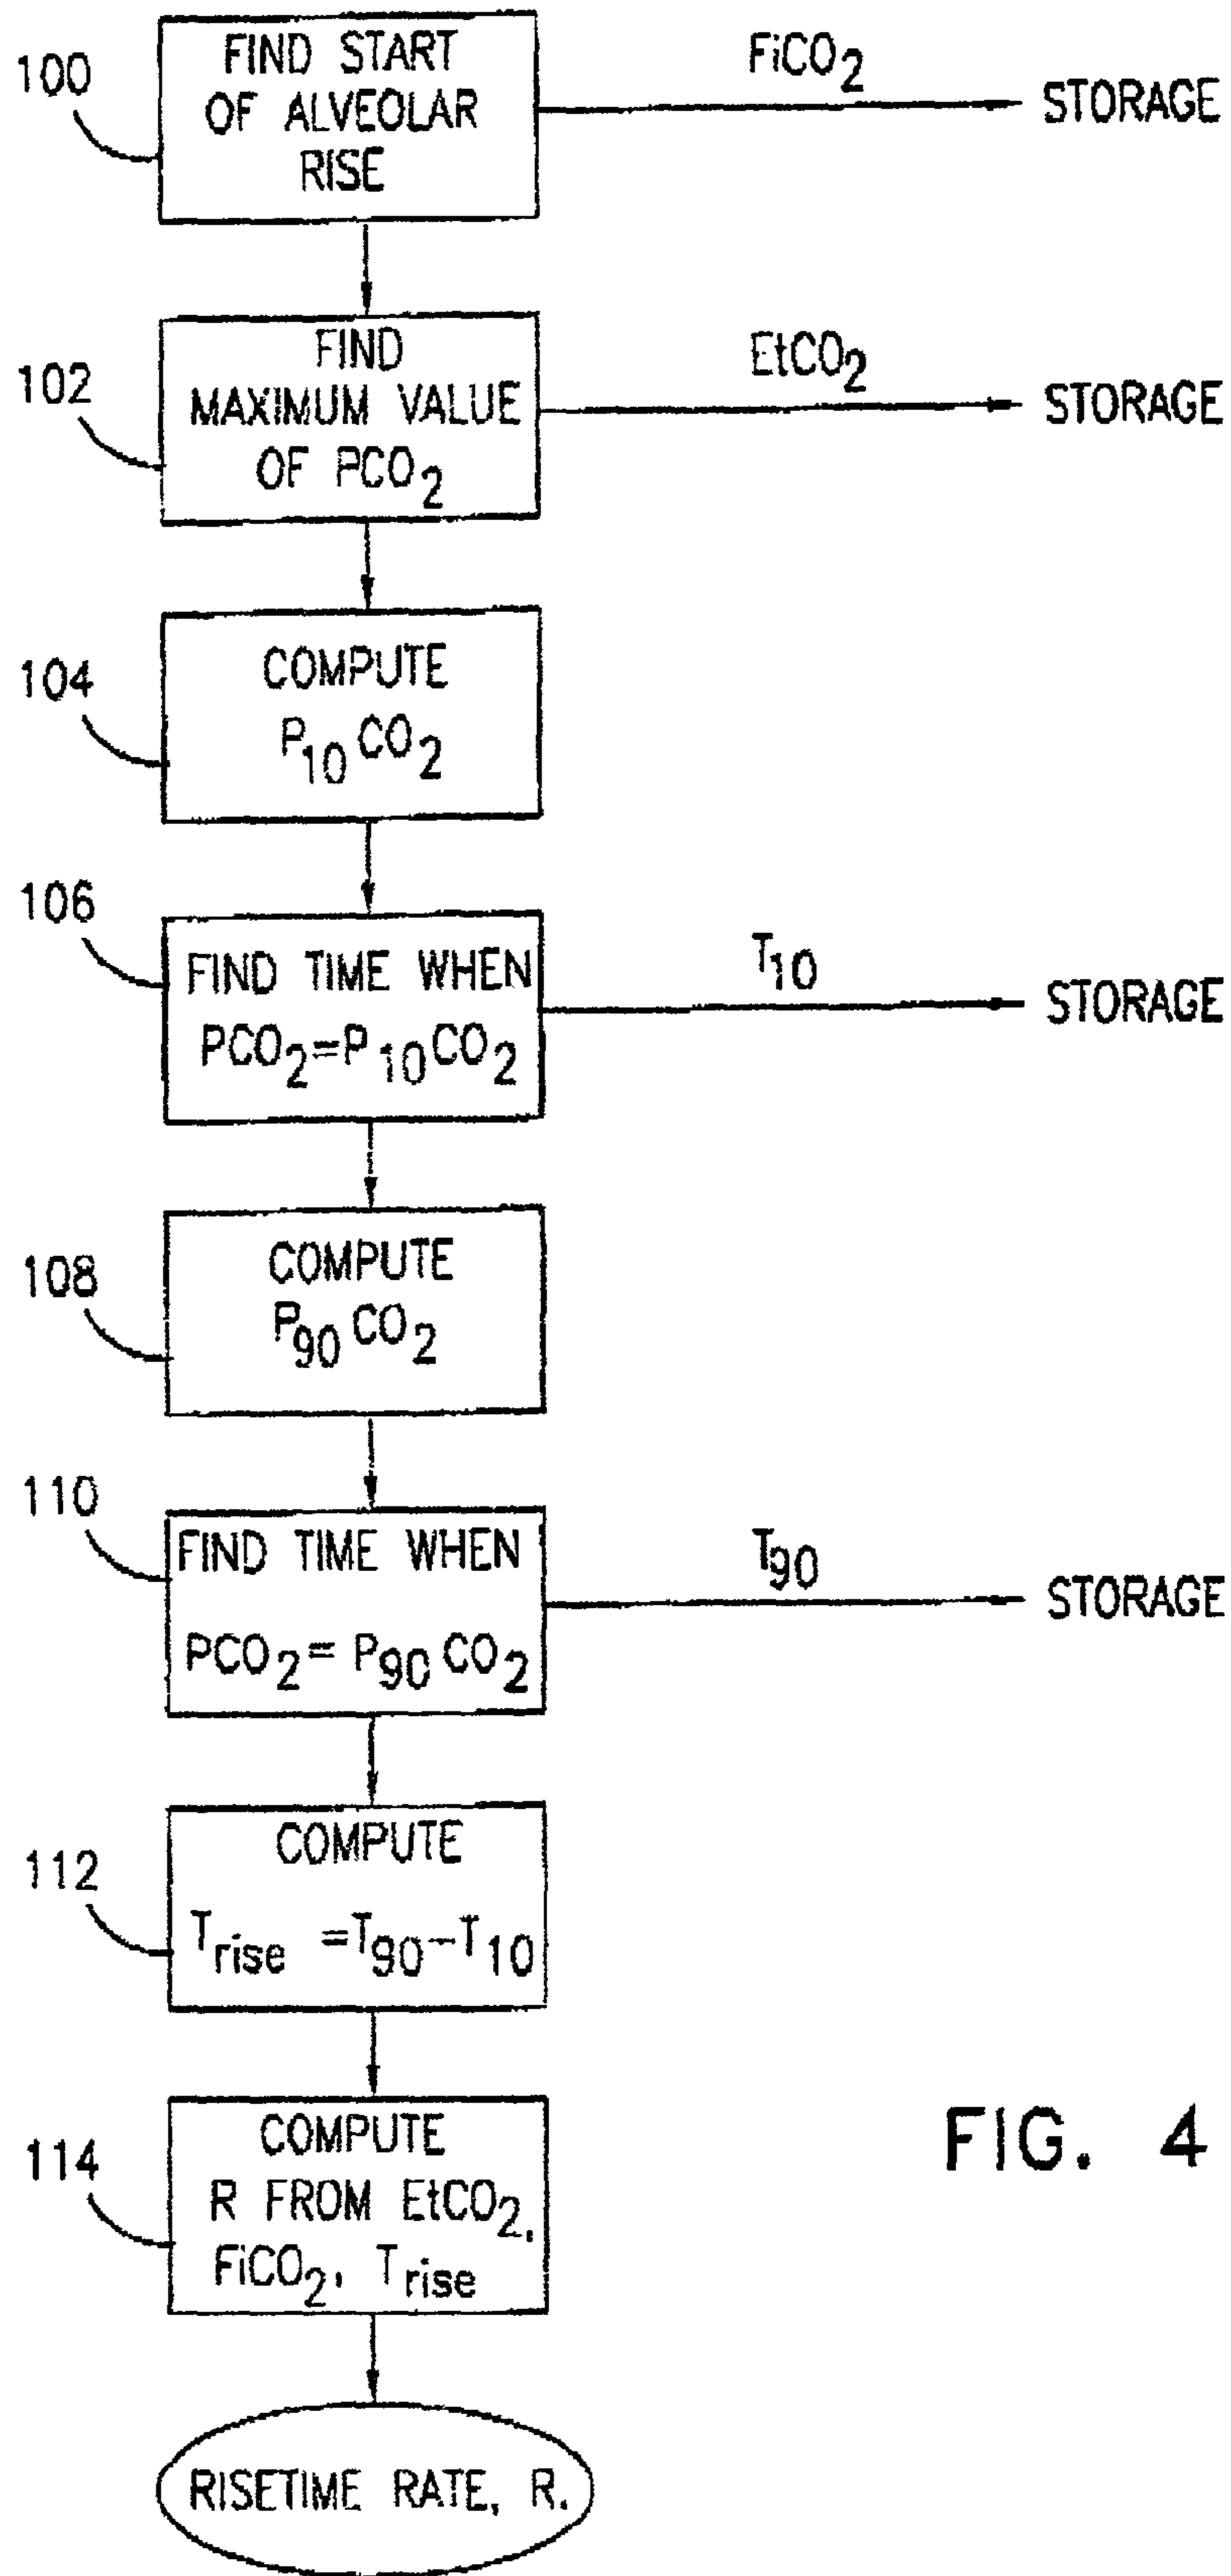 100
FIND START
OF ALVEOLAR
RISE
FiCO₂
STORAGE
102
FIND
MAXIMUM VALUE
OF PCO₂
EtCO₂
STORAGE
104
COMPUTE
P₁₀CO₂
106
FIND TIME WHEN
PCO₂=P₁₀CO₂
T₁₀
STORAGE
108
COMPUTE
P₉₀CO₂
110
FIND TIME WHEN
PCO₂=P₉₀CO₂
T₉₀
STORAGE
112
COMPUTE
T_rise =T₉₀-T₁₀
114
COMPUTE
R FROM EtCO₂,
FiCO₂, T_rise
RISETIME RATE, R.
FIG. 4